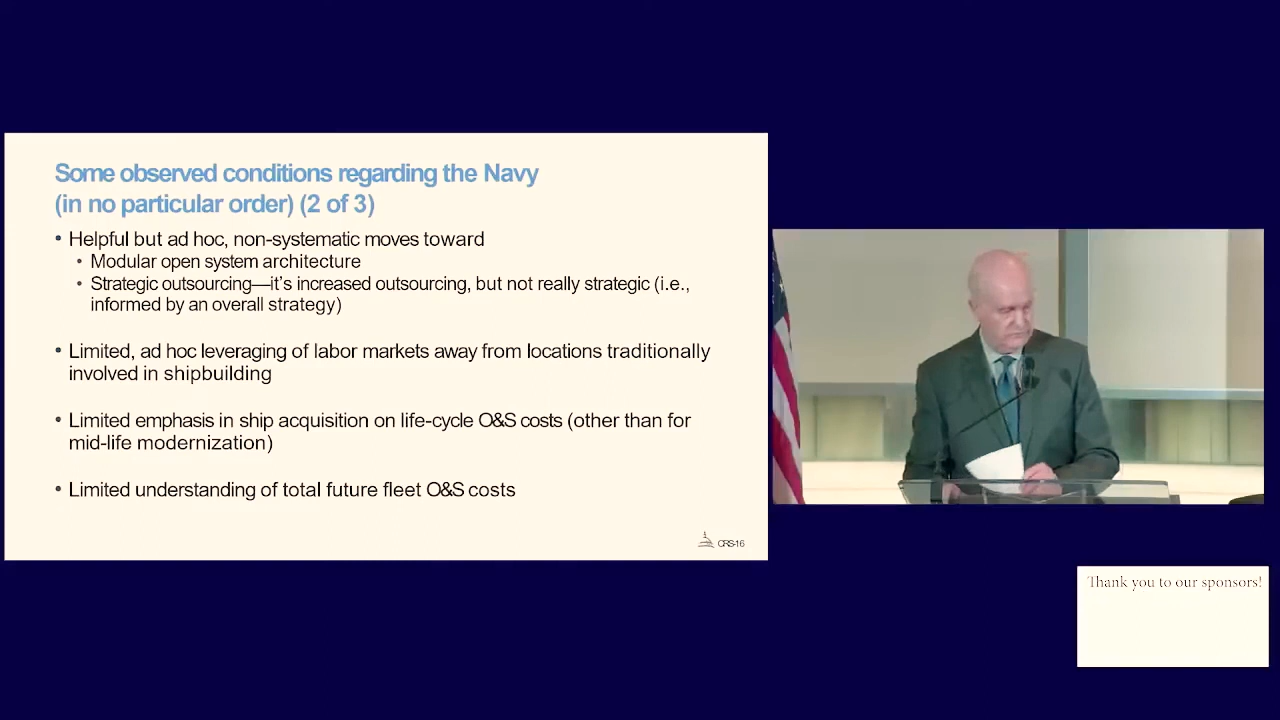 Some observed conditions regarding the Navy
(in no particular order) (2 of 3)
• Helpful but ad hoc, non-systematic moves toward
• Modular open system architecture
• Strategic outsourcing—it's increased outsourcing, but not really strategic (i.e.,
informed by an overall strategy)
• Limited, ad hoc leveraging of labor markets away from locations traditionally
involved in shipbuilding
• Limited emphasis in ship acquisition on life-cycle O&S costs (other than for
mid-life modernization)
• Limited understanding of total future fleet O&S costs
CRS-16
Thank you to our sponsors!